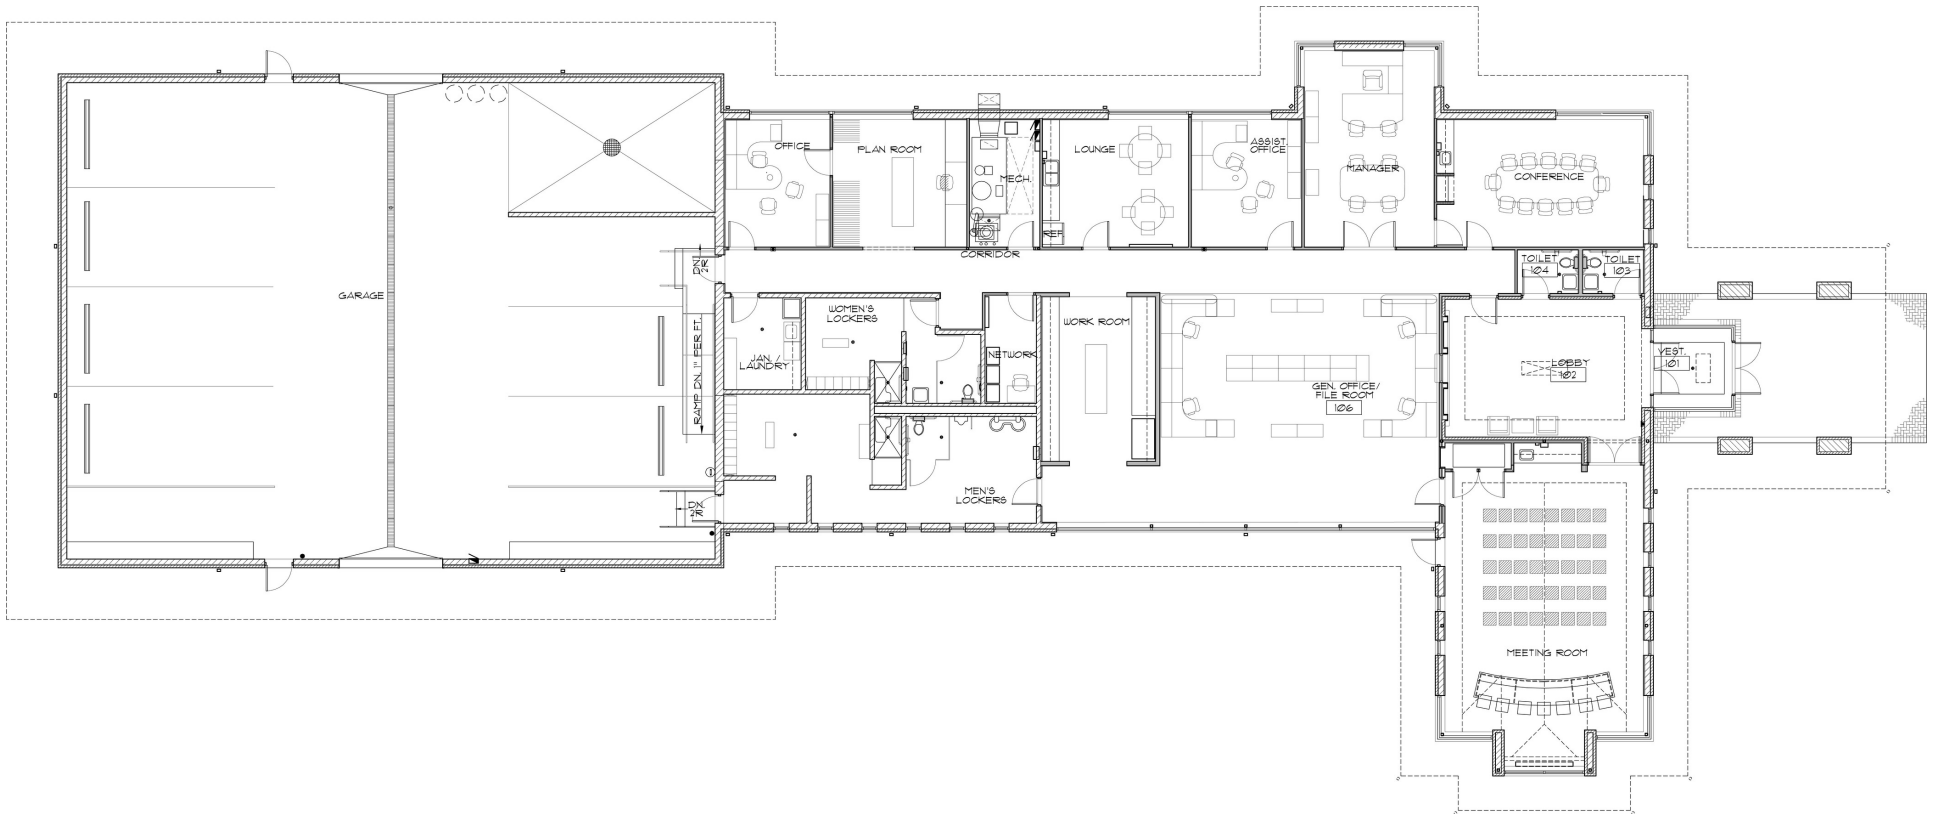 OFFICE
PLAN ROOM
MECH.
LOUNGE
REF.
ASSIST.
OFFICE
MANAGER
CONFERENCE
CORRIDOR
TOILET
104
TOILET
103
DN.
2R
GARAGE
RAMP DN. 1" PER FT.
JAN. /
LAUNDRY
WOMEN'S
LOCKERS
NETWORK
WORK ROOM
GEN. OFFICE/
FILE ROOM
106
LOBBY
102
VEST.
101
DN.
2R
MEN'S
LOCKERS
MEETING ROOM